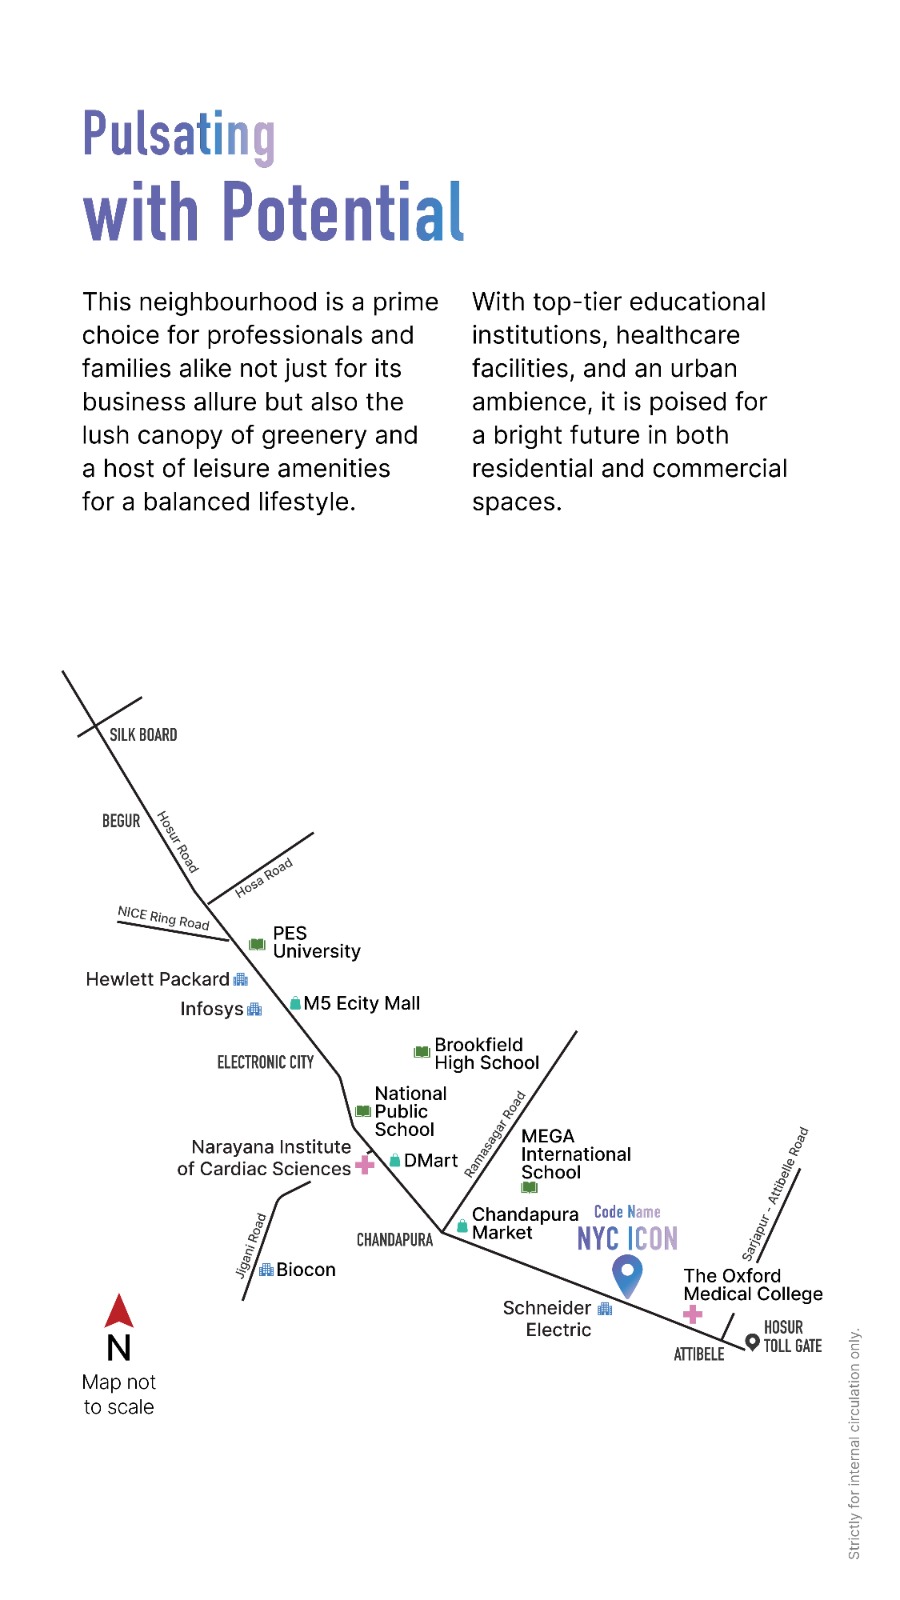 Pulsating
with Potential
This neighbourhood is a prime
choice for professionals and
families alike not just for its
business allure but also the
lush canopy of greenery and
a host of leisure amenities
for a balanced lifestyle.
With top-tier educational
institutions, healthcare
facilities, and an urban
ambience, it is poised for
a bright future in both
residential and commercial
spaces.
SILK BOARD
BEGUR
Hosur Road
Hosa Road
NICE Ring Road
PES
University
Hewlett Packard
Infosys
M5 Ecity Mall
ELECTRONIC CITY
Brookfield
High School
National
Public
School
Ramasagar Road
Narayana Institute
of Cardiac Sciences
DMart
MEGA
International
School
Sarjapur - Attibelle Road
Chandapura
Market
CHANDAPURA
Code Name
NYC ICON
Jigani Road
Biocon
The Oxford
Medical College
Schneider
Electric
HOSUR
TOLL GATE
ATTIBELE
N
Map not
to scale
Strictly for internal circulation only.